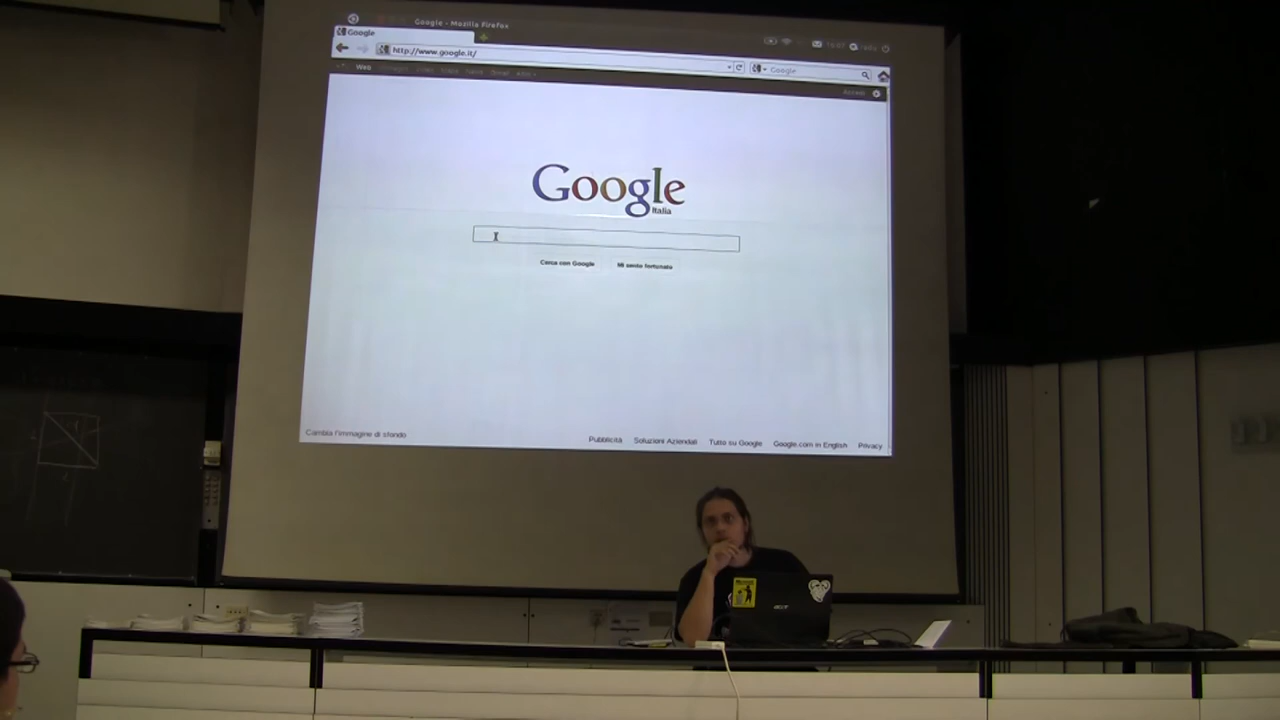 Google - Mozilla Firefox
Google
http://www.google.it/
Google
Web
Google
Italia
Cerca con Google Mi sento fortunato
Cambia l'immagine di sfondo
Pubblicità Soluzioni Aziendali Tutto su Google Google.com in English Privacy
acer